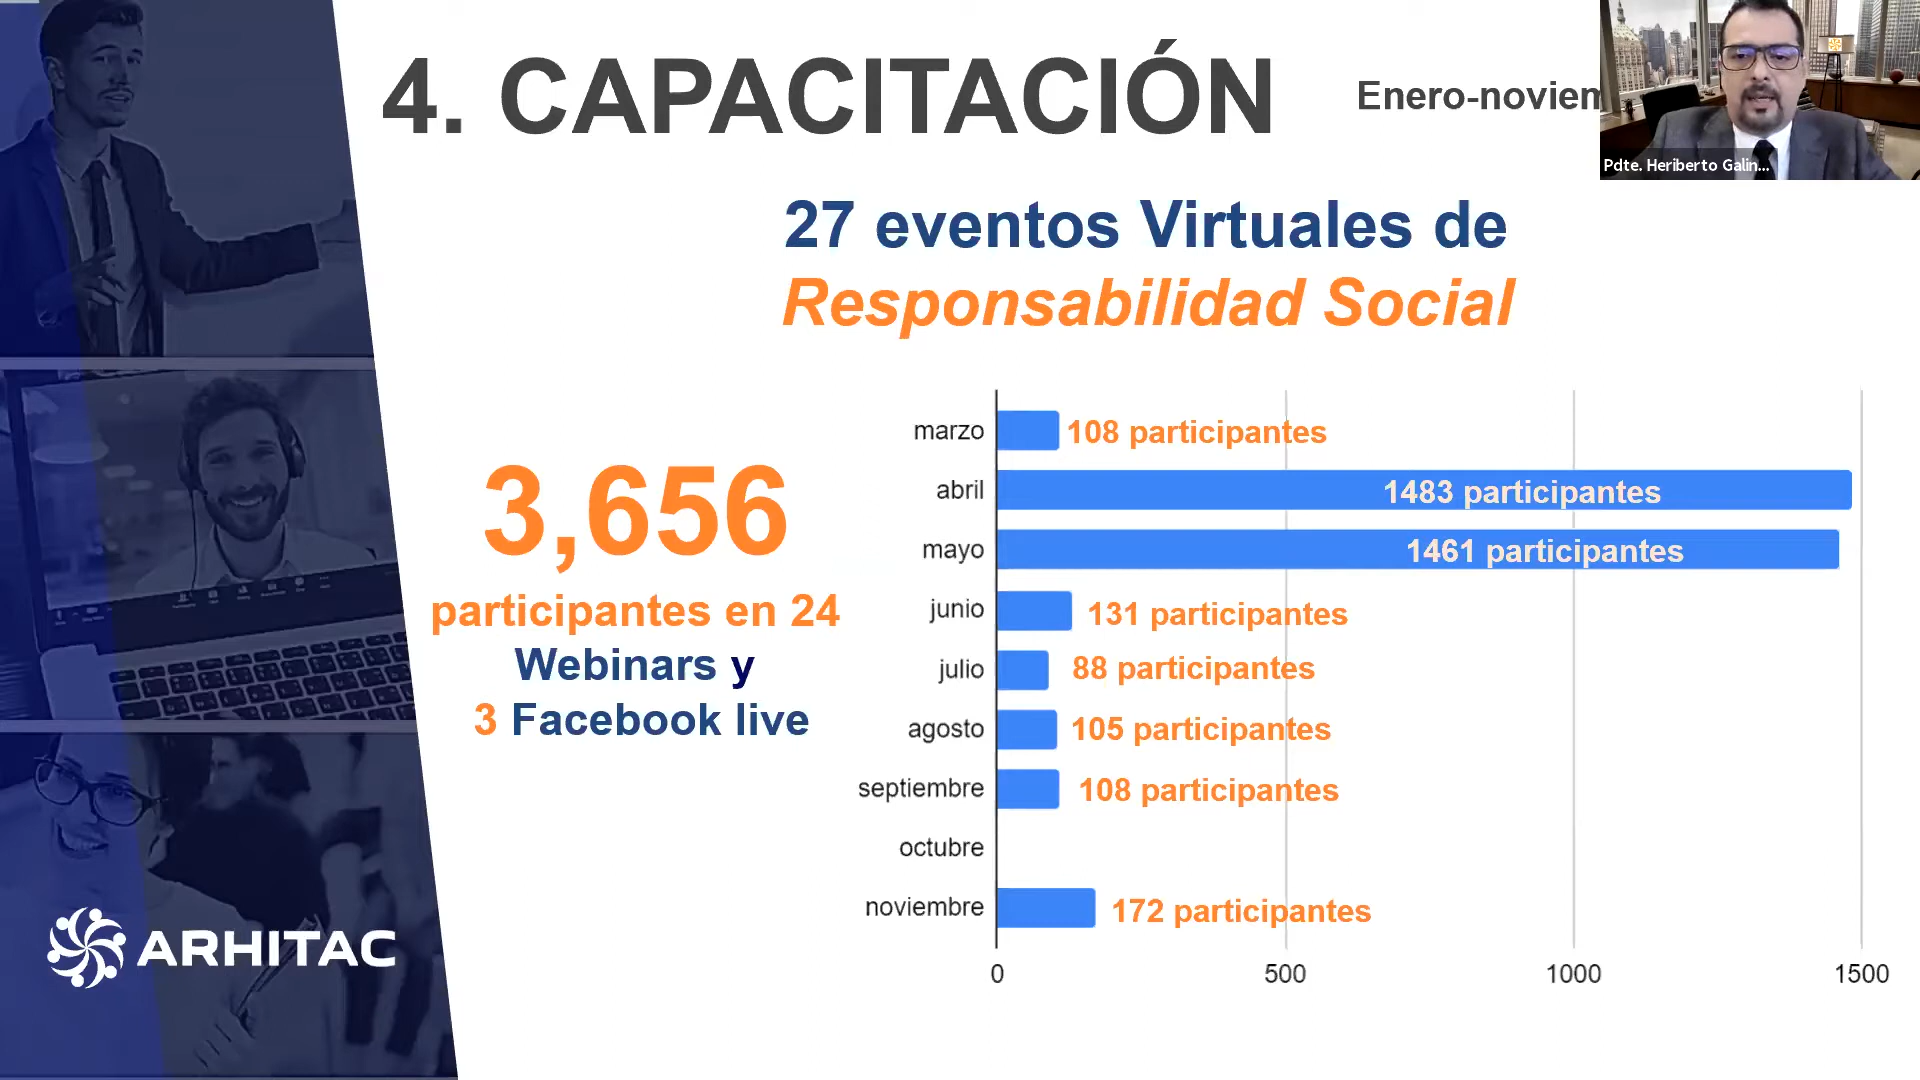 4. CAPACITACIÓN
Enero-noviem
Pdte. Heriberto Galin...
27 eventos Virtuales de
Responsabilidad Social
3,656
participantes en 24
Webinars y
3 Facebook live
marzo 108 participantes
abril 1483 participantes
mayo 1461 participantes
junio 131 participantes
julio 88 participantes
agosto 105 participantes
septiembre 108 participantes
octubre
noviembre 172 participantes
0 500 1000 1500
ARHITAC